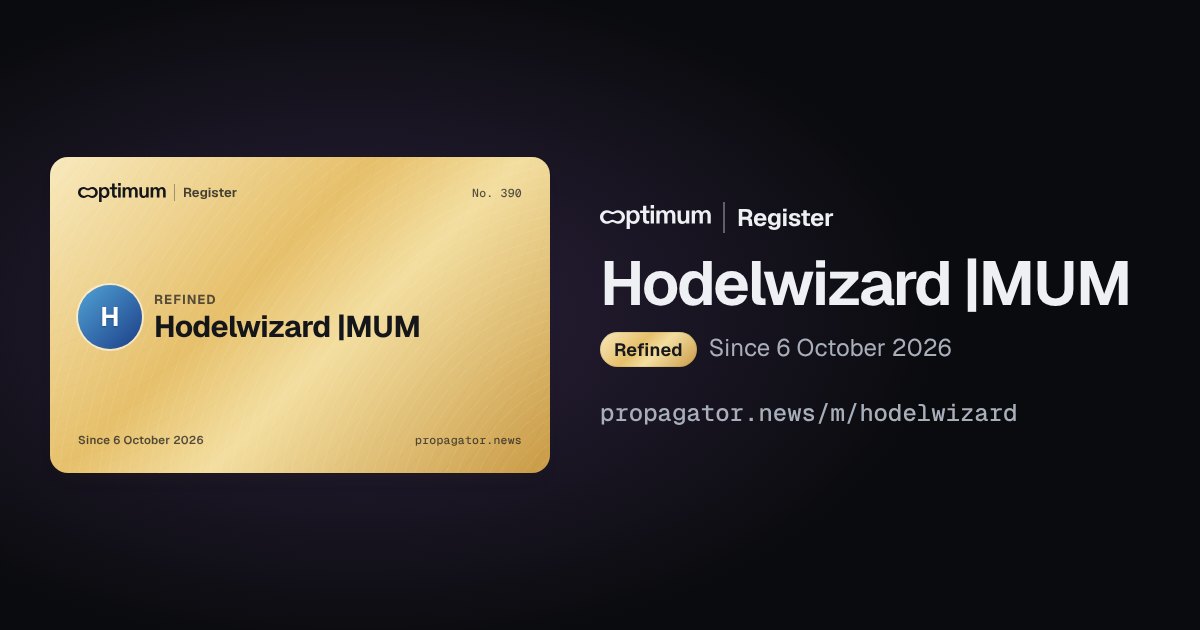 optimum | Register
No. 390
H
REFINED
Hodelwizard |MUM
Since 6 October 2026
propagator.news
optimum | Register
Hodelwizard |MUM
Refined
Since 6 October 2026
propagator.news/m/hodelwizard